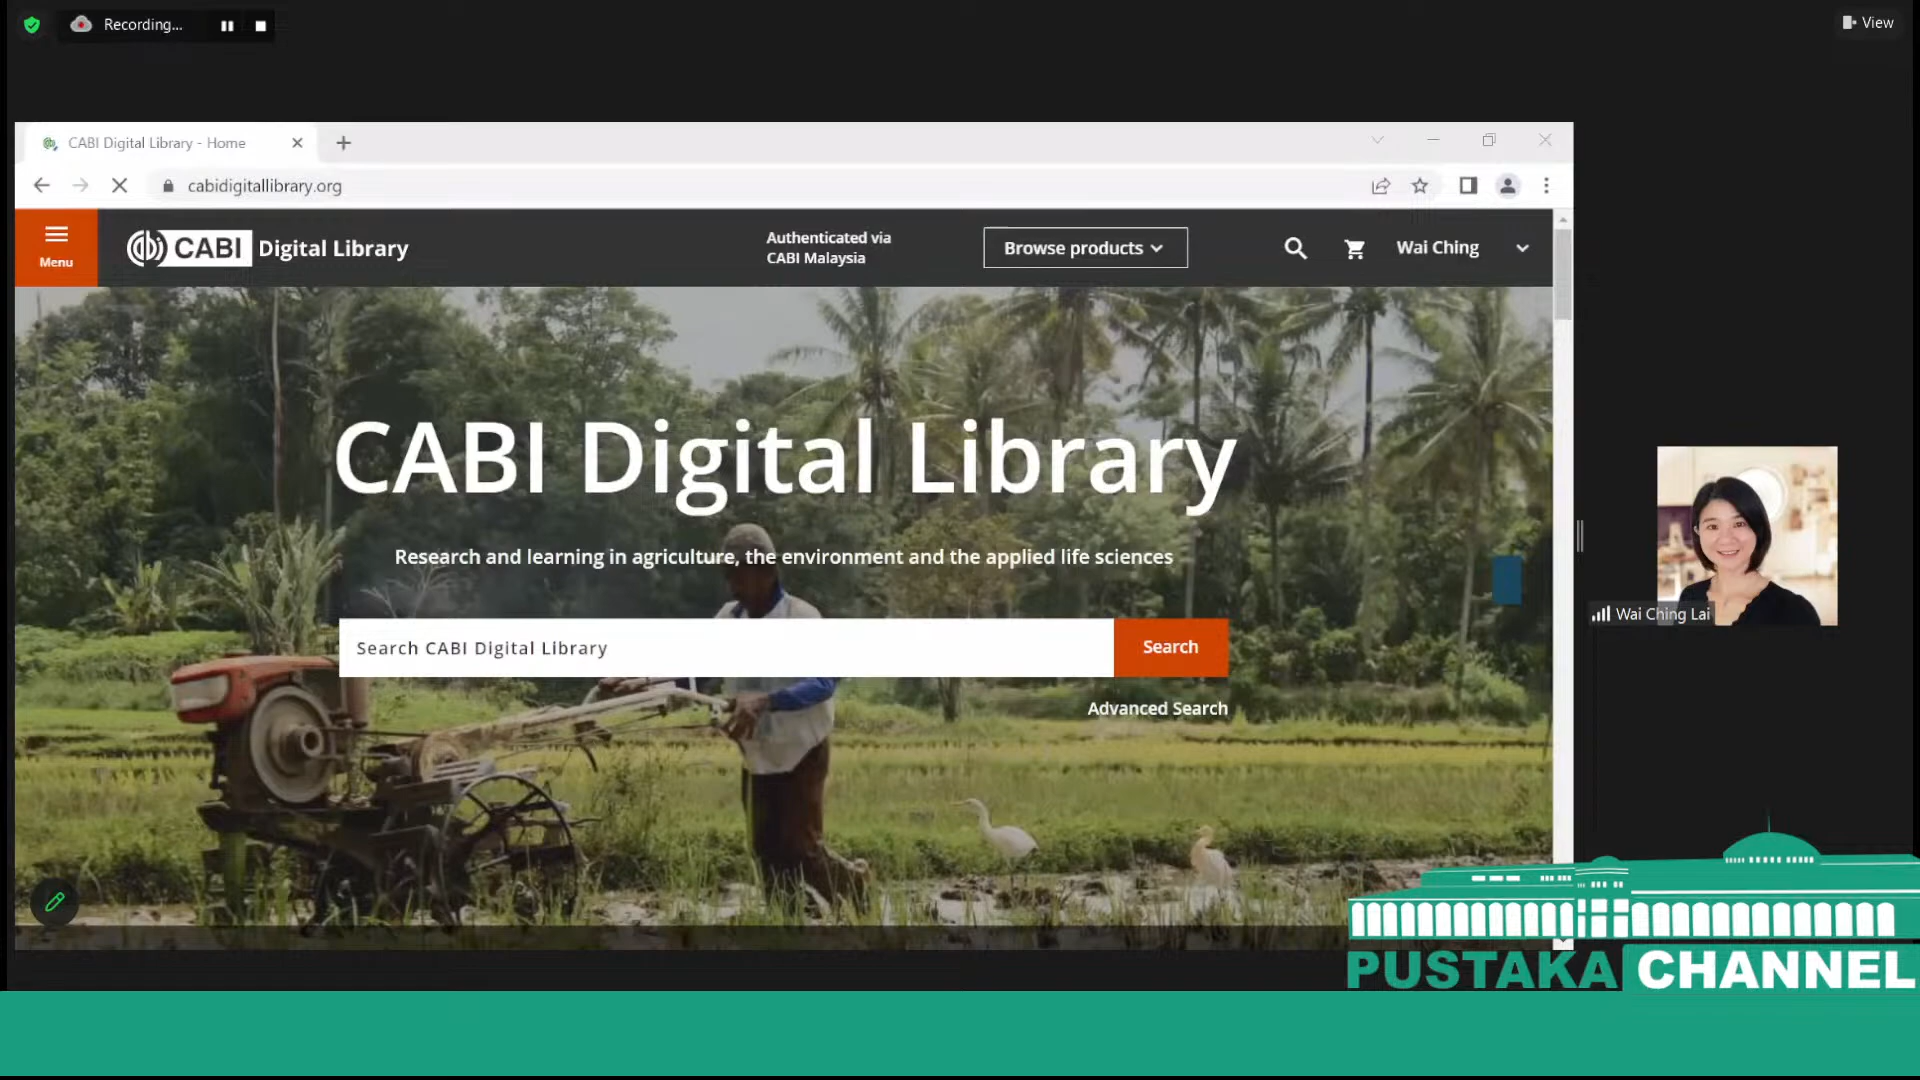 Recording...
View
CABI Digital Library - Home
cabidigitallibrary.org
Menu
CABI Digital Library
Authenticated via
CABI Malaysia
Browse products
Wai Ching
CABI Digital Library
Research and learning in agriculture, the environment and the applied life sciences
Search CABI Digital Library
Search
Advanced Search
Wai Ching Lai
PUSTAKA CHANNEL